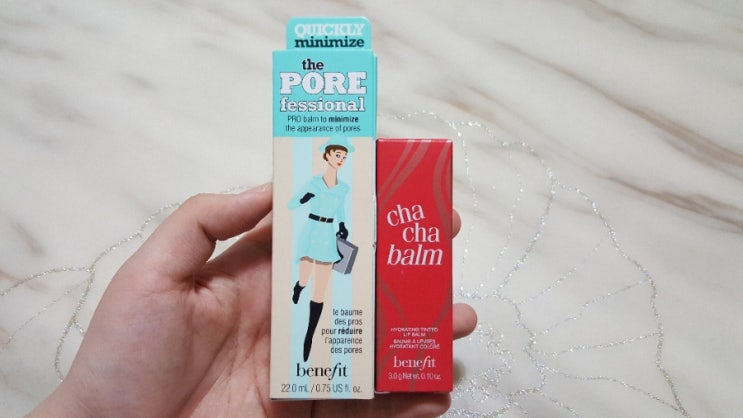 QUICKLY
minimize
the
PORE
fessional
PRO balm to minimize
the appearance of pores
le baume
des pros
pour réduire
l'apparence
des pores
benefit
22.0 mL / 0.75 US fl. oz.
cha
cha
balm
HYDRATING TINTED
LIP BALM
BAUME À LÈVRES
HYDRATANT COLORÉ
benefit
3.0 g Net wt. 0.10 oz.